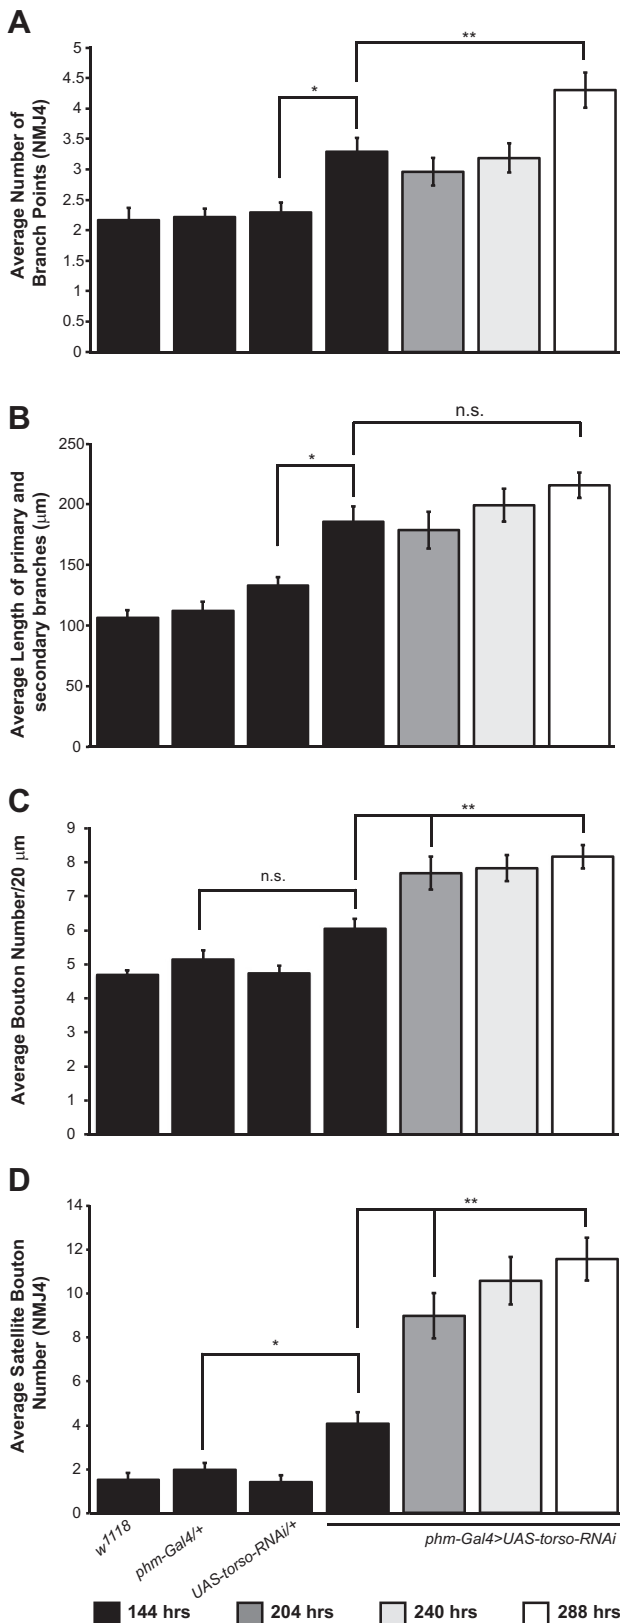 A
Average Number of
Branch Points (NMJ4)
5
4.5
4
3.5
3
2.5
2
1.5
1
0.5
0
*
**
B
Average Length of primary and
secondary branches (μm)
250
200
150
100
50
0
*
n.s.
C
Average Bouton Number/20 μm
9
8
7
6
5
4
3
2
1
0
n.s.
**
D
Average Satellite Bouton
Number (NMJ4)
14
12
10
8
6
4
2
0
*
**
w1118
phm-Gal4/+
UAS-torso-RNAi/+
phm-Gal4>UAS-torso-RNAi
144 hrs 204 hrs 240 hrs 288 hrs